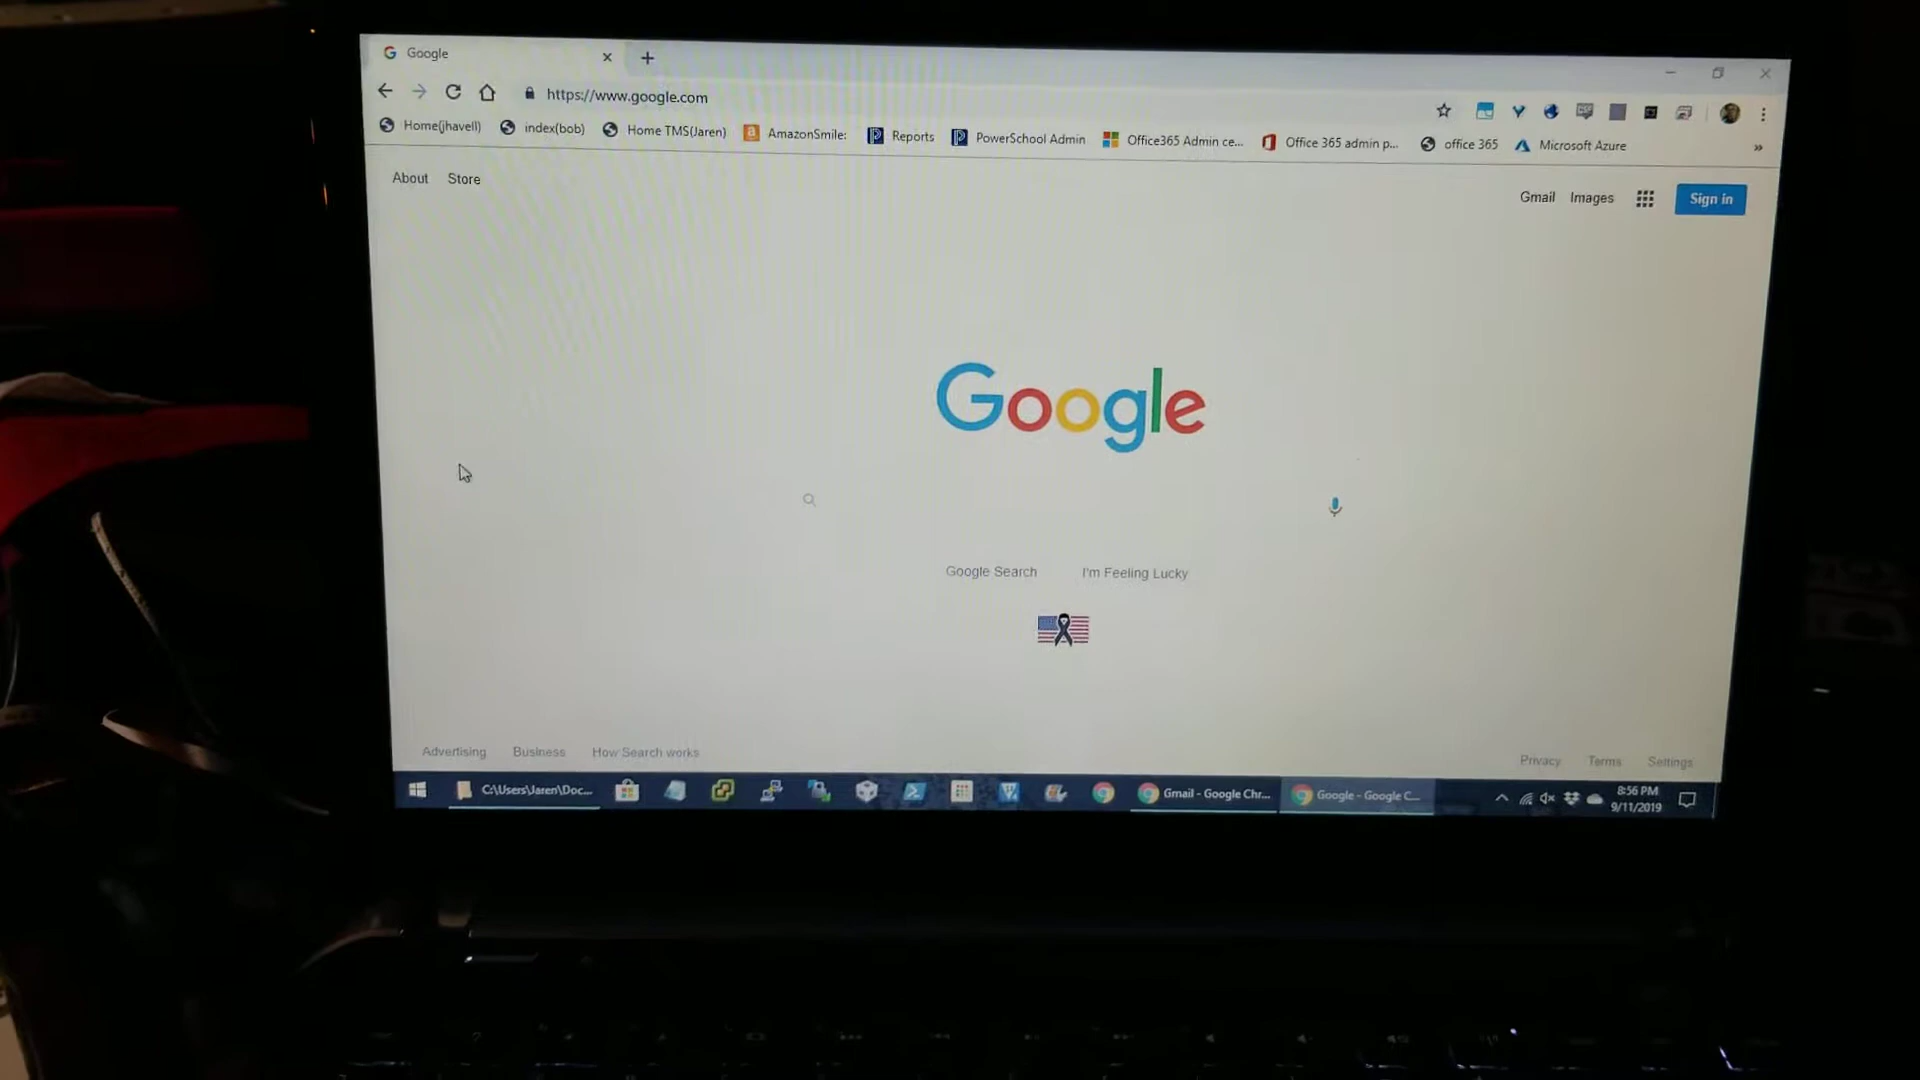 Google
https://www.google.com
Home(jhavell) index(bob) Home TMS(Jaren) AmazonSmile: Reports PowerSchool Admin Office365 Admin ce... Office 365 admin p... office 365 Microsoft Azure »
About Store Gmail Images Sign in
Google
Google Search I'm Feeling Lucky
Advertising Business How Search works Privacy Terms Settings
C:\Users\Jaren\Doc... Gmail - Google Chr... Google - Google C... 8:56 PM
9/11/2019